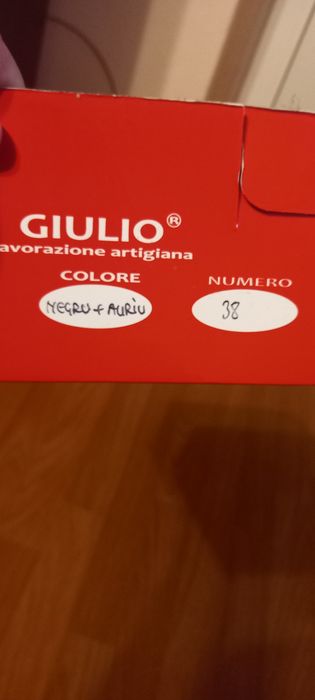 GIULIO®
avorazione artigiana
COLORE
NUMERO
NEGRU + AURIU
38